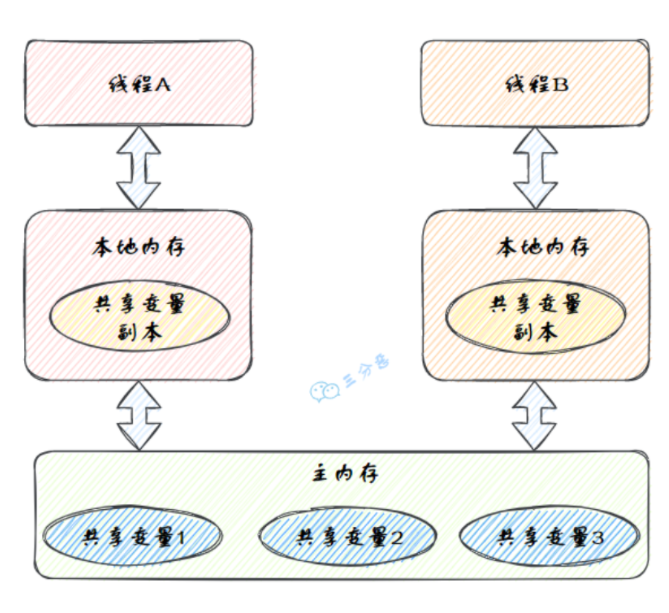 线程A
线程B
本地内存
共享变量
副本
本地内存
共享变量
副本
三分恶
主内存
共享变量1
共享变量2
共享变量3